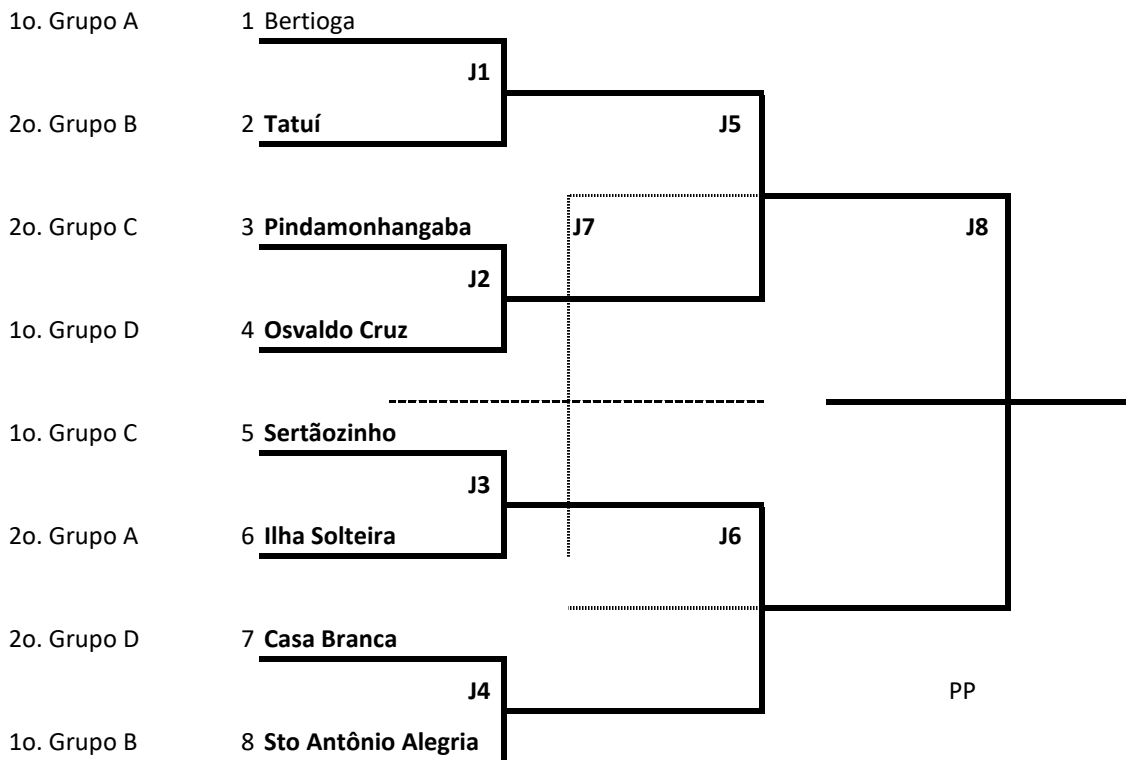 1o. Grupo A 1 Bertioga
J1
2o. Grupo B 2 Tatuí J5
2o. Grupo C 3 Pindamonhangaba J7 J8
J2
1o. Grupo D 4 Osvaldo Cruz
1o. Grupo C 5 Sertãozinho
J3
2o. Grupo A 6 Ilha Solteira J6
2o. Grupo D 7 Casa Branca
J4 PP
1o. Grupo B 8 Sto Antônio Alegria